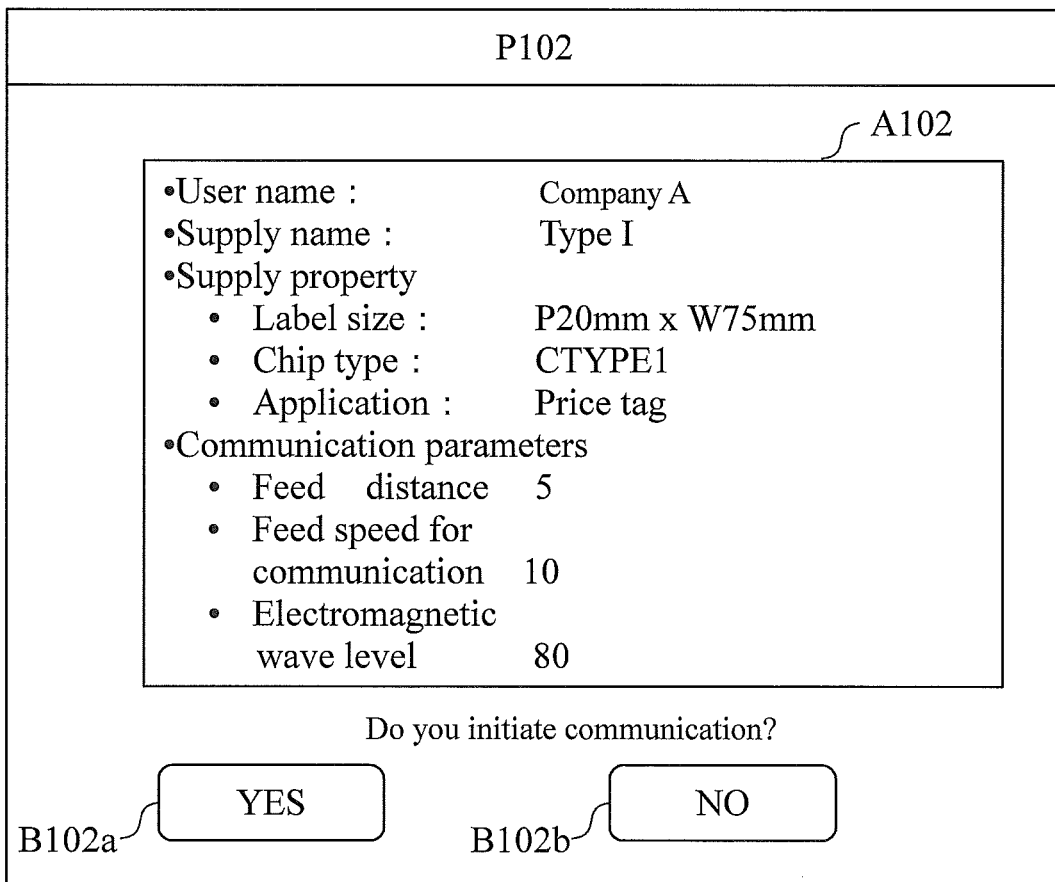 P102
A102
•User name : Company A
•Supply name : Type I
•Supply property
• Label size : P20mm x W75mm
• Chip type : CTYPE1
• Application : Price tag
•Communication parameters
• Feed distance 5
• Feed speed for
communication 10
• Electromagnetic
wave level 80
Do you initiate communication?
YES NO
B102a B102b